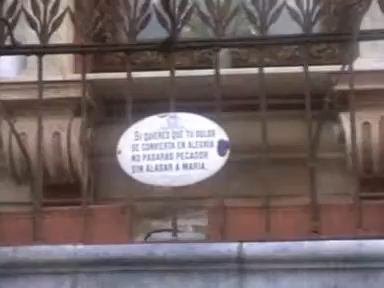 SI QUIERES QUE TU DOLOR
SE CONVIERTA EN ALEGRIA
NO PASARAS PECADOR
SIN ALABAR A MARIA.